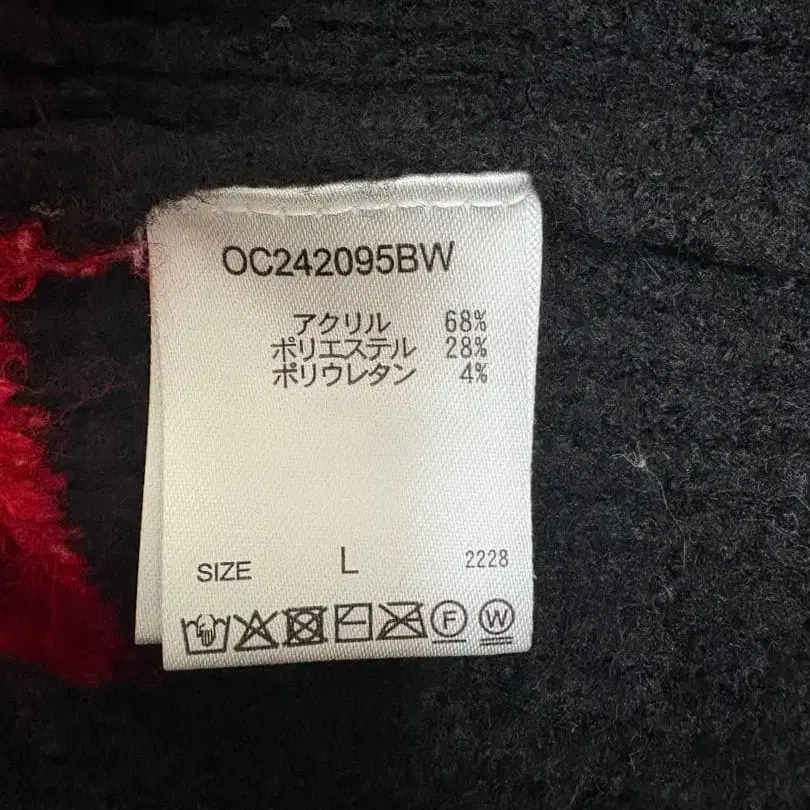 OC242095BW
アクリル 68%
ポリエステル 28%
ポリウレタン 4%
SIZE L 2228
F W